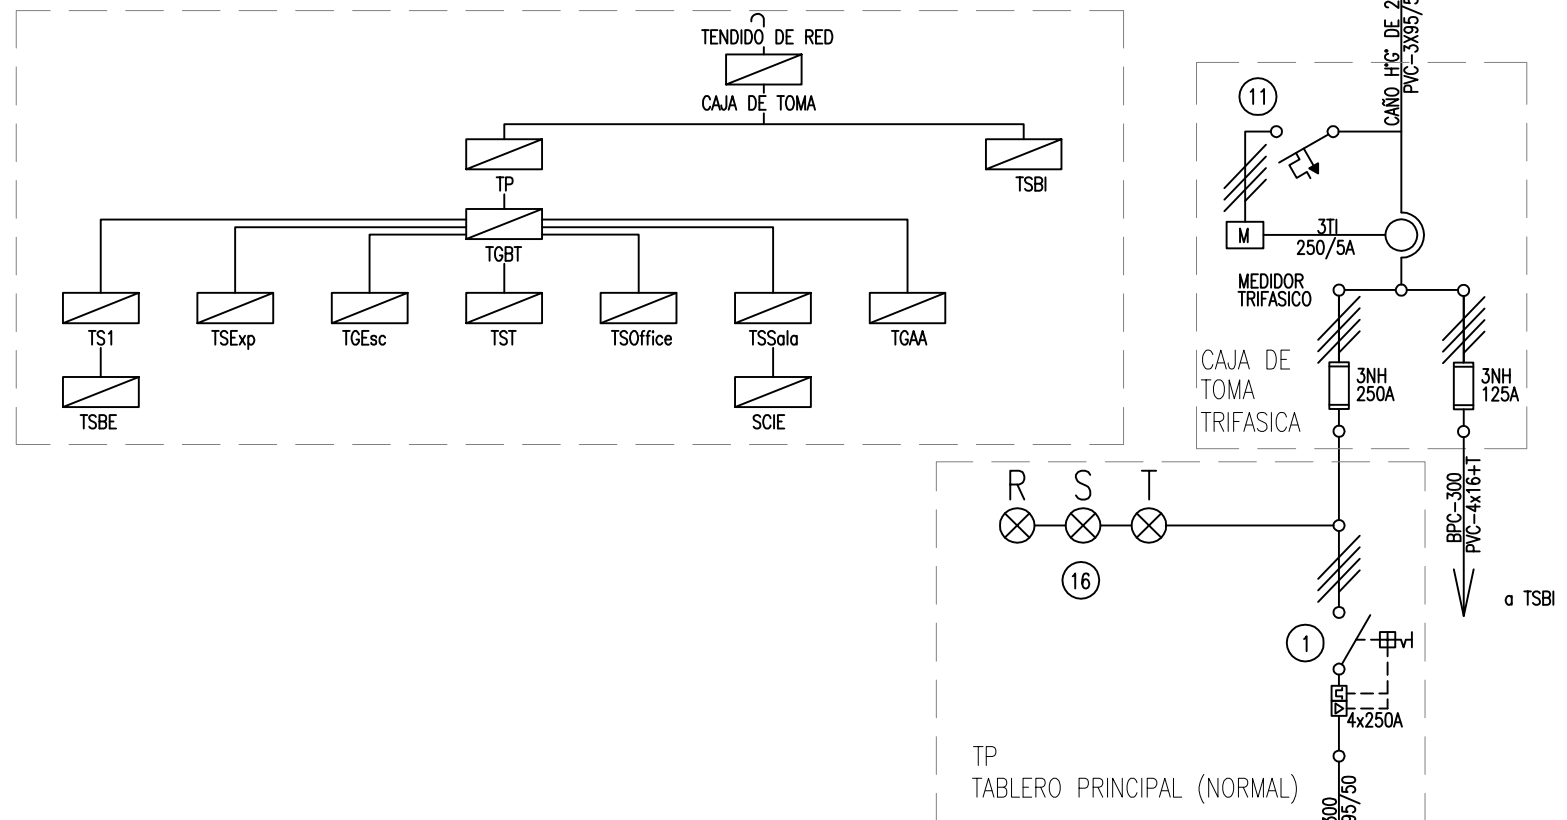 TENDIDO DE RED
CAJA DE TOMA
TP
TSBI
TGBT
TS1
TSExp
TGEsc
TST
TSOffice
TSSala
TGAA
TSBE
SCIE
CAÑO H°G° DE 2
PVC-3X95/5
11
M
3TI
250/5A
MEDIDOR
TRIFASICO
CAJA DE
TOMA
TRIFASICA
3NH
250A
3NH
125A
BPC-300
PVC-4x16+T
a TSBI
R S T
16
1
4x250A
TP
TABLERO PRINCIPAL (NORMAL)
300
95/50